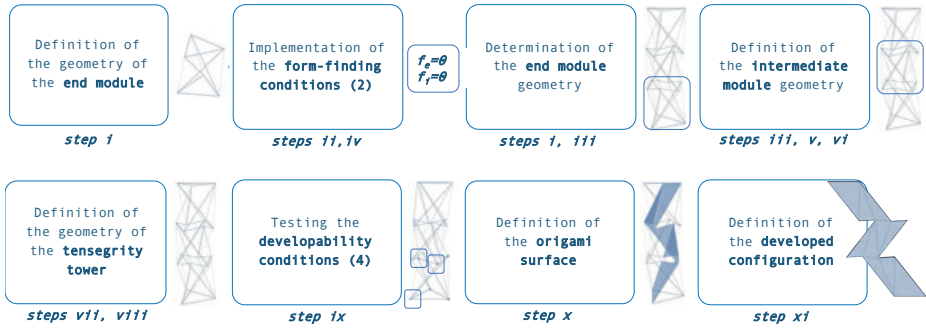 Definition of
the geometry of
the end module
step i
Implementation of
the form-finding
conditions (2)
steps ii,iv
fe=0
fi=0
Determination of
the end module
geometry
steps i, iii
Definition of
the intermediate
module geometry
steps iii, v, vi
Definition of
the geometry of
the tensegrity
tower
steps vii, viii
Testing the
developability
conditions (4)
step ix
Definition of
the origami
surface
step x
Definition of
the developed
configuration
step xi